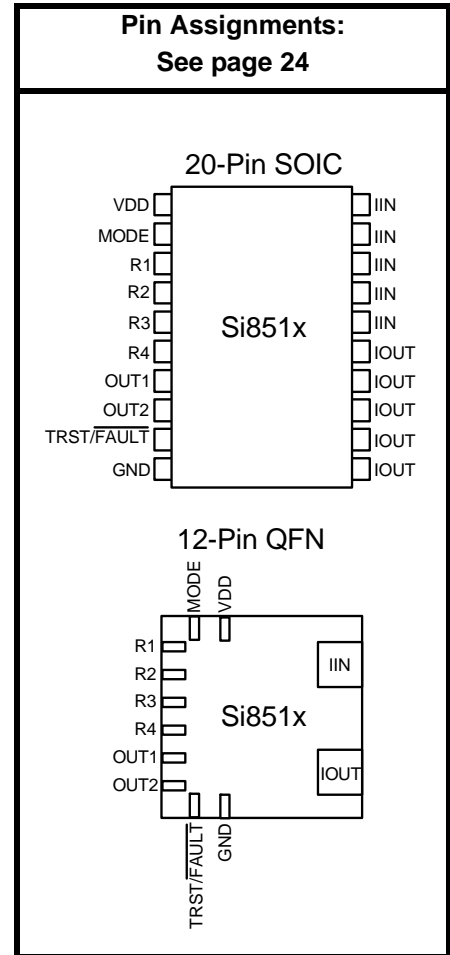 Pin Assignments:
See page 24
20-Pin SOIC
VDD
MODE
R1
R2
R3
R4
OUT1
OUT2
TRST/FAULT
GND
Si851x
IIN
IIN
IIN
IIN
IIN
IOUT
IOUT
IOUT
IOUT
IOUT
12-Pin QFN
MODE
VDD
R1
R2
R3
R4
OUT1
OUT2
Si851x
IIN
IOUT
TRST/FAULT
GND